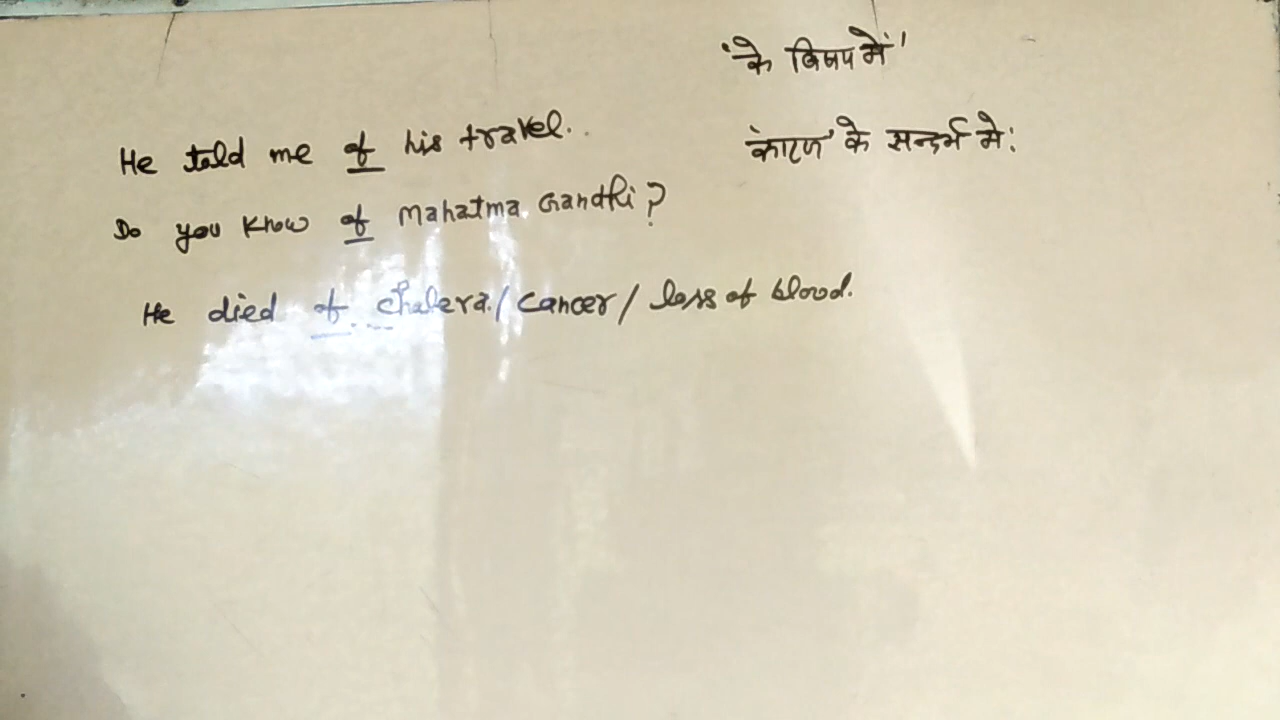 'के विषय में'
He told me of his travel.
'कारण' के सन्दर्भ मे:
Do you know of Mahatma Gandhi?
He died of cholera/cancer/loss of blood.